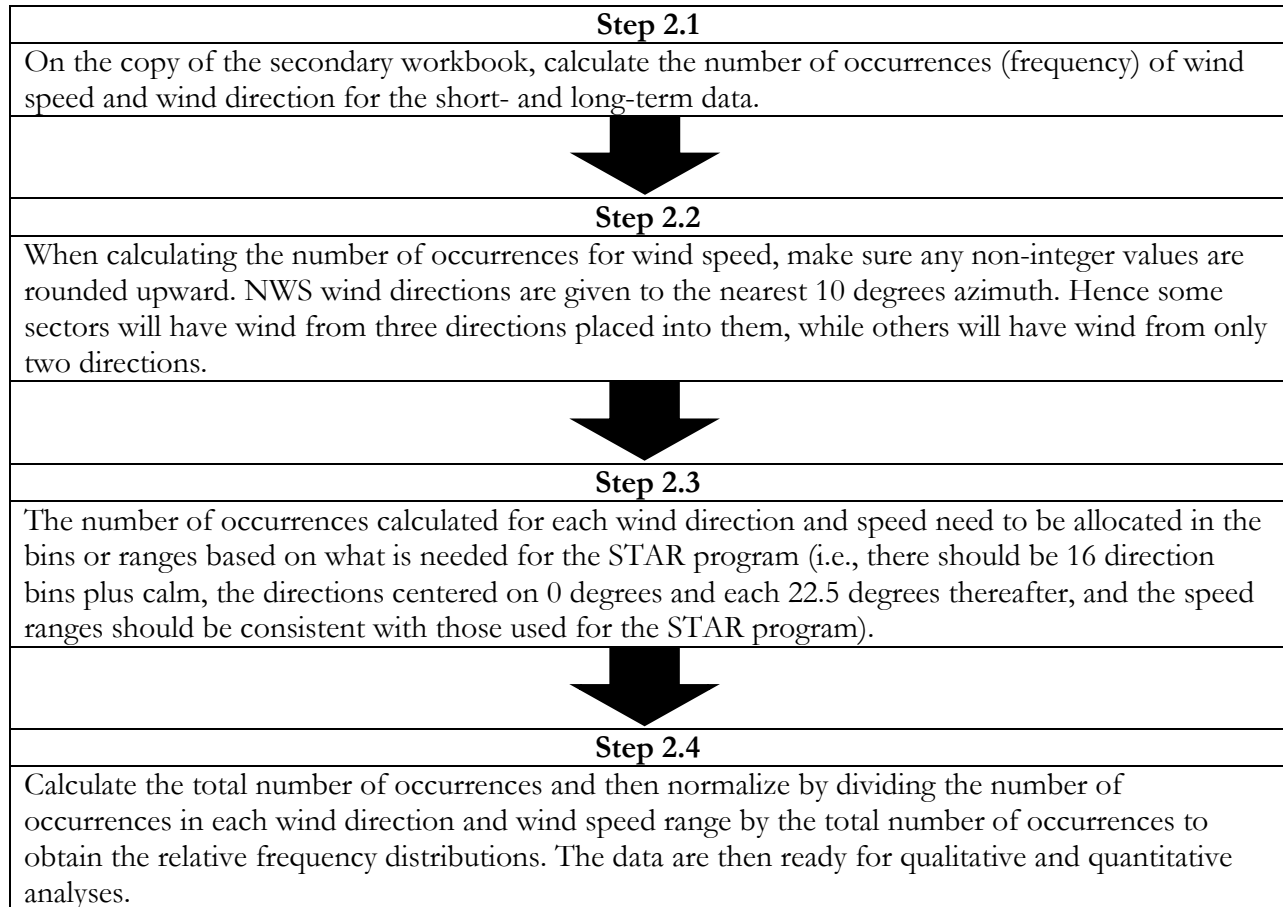 Step 2.1
On the copy of the secondary workbook, calculate the number of occurrences (frequency) of wind
speed and wind direction for the short- and long-term data.
Step 2.2
When calculating the number of occurrences for wind speed, make sure any non-integer values are
rounded upward. NWS wind directions are given to the nearest 10 degrees azimuth. Hence some
sectors will have wind from three directions placed into them, while others will have wind from only
two directions.
Step 2.3
The number of occurrences calculated for each wind direction and speed need to be allocated in the
bins or ranges based on what is needed for the STAR program (i.e., there should be 16 direction
bins plus calm, the directions centered on 0 degrees and each 22.5 degrees thereafter, and the speed
ranges should be consistent with those used for the STAR program).
Step 2.4
Calculate the total number of occurrences and then normalize by dividing the number of
occurrences in each wind direction and wind speed range by the total number of occurrences to
obtain the relative frequency distributions. The data are then ready for qualitative and quantitative
analyses.